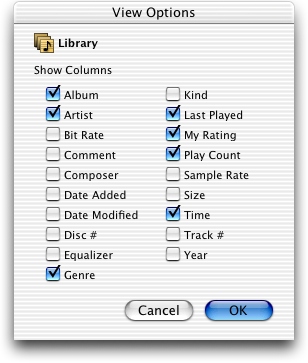 View Options
Library
Show Columns
Album
Artist
Bit Rate
Comment
Composer
Date Added
Date Modified
Disc #
Equalizer
Genre
Kind
Last Played
My Rating
Play Count
Sample Rate
Size
Time
Track #
Year
Cancel
OK